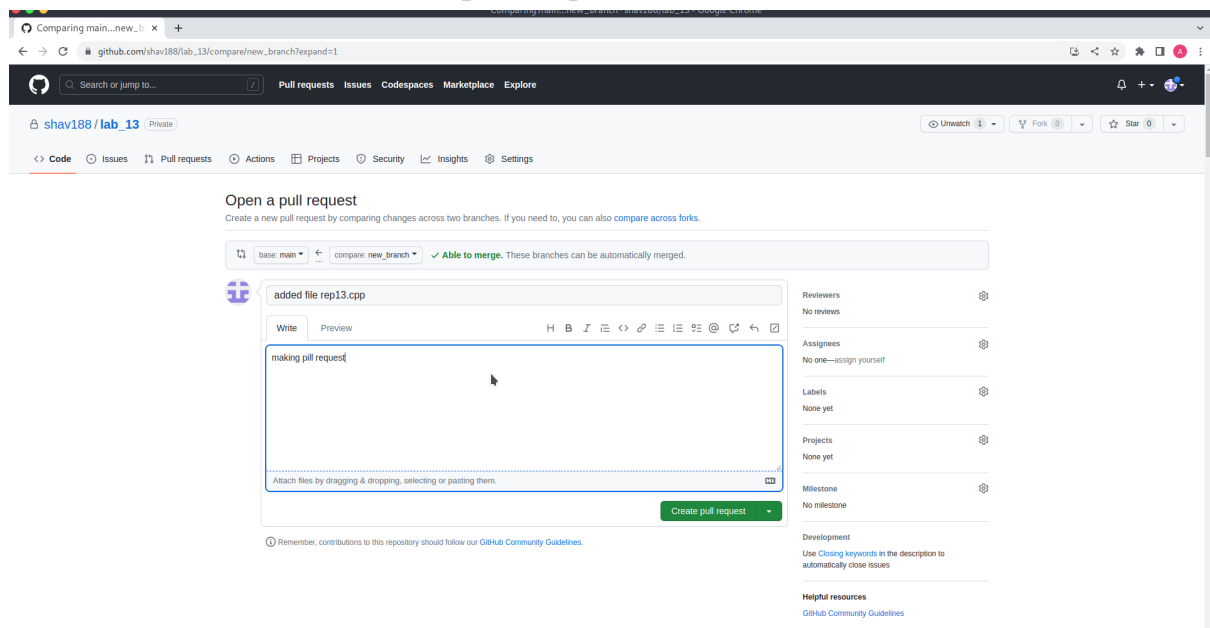 Comparing main...new_branch · shav188/lab_13 - Google Chrome
Comparing main...new_b
github.com/shav188/lab_13/compare/new_branch?expand=1
A
Search or jump to...
/
Pull requests Issues Codespaces Marketplace Explore
shav188 / lab_13 Private
Unwatch 1 Fork 0 Star 0
Code Issues Pull requests Actions Projects Security Insights Settings
Open a pull request
Create a new pull request by comparing changes across two branches. If you need to, you can also compare across forks.
base: main ... compare: new_branch Able to merge. These branches can be automatically merged.
added file rep13.cpp
Write Preview
making pill request
Attach files by dragging & dropping, selecting or pasting them.
Create pull request
Remember, contributions to this repository should follow our GitHub Community Guidelines.
Reviewers
No reviews
Assignees
No one—assign yourself
Labels
None yet
Projects
None yet
Milestone
No milestone
Development
Use Closing keywords in the description to
automatically close issues
Helpful resources
GitHub Community Guidelines